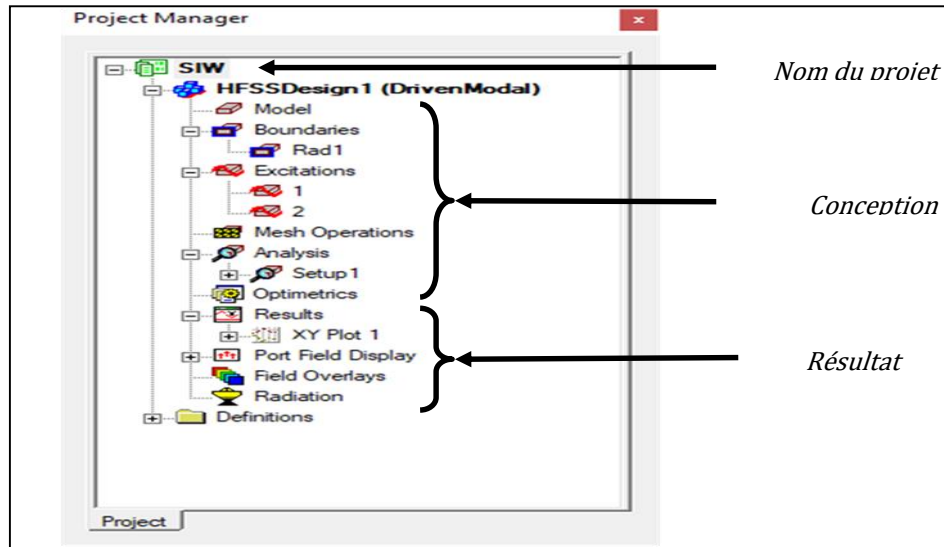 Project Manager
SIW
Nom du projet
HFSSDesign1 (DrivenModal)
Model
Boundaries
Rad1
Excitations
1
2
Conception
Mesh Operations
Analysis
Setup1
Optimetrics
Results
XY Plot 1
Port Field Display
Résultat
Field Overlays
Radiation
Definitions
Project